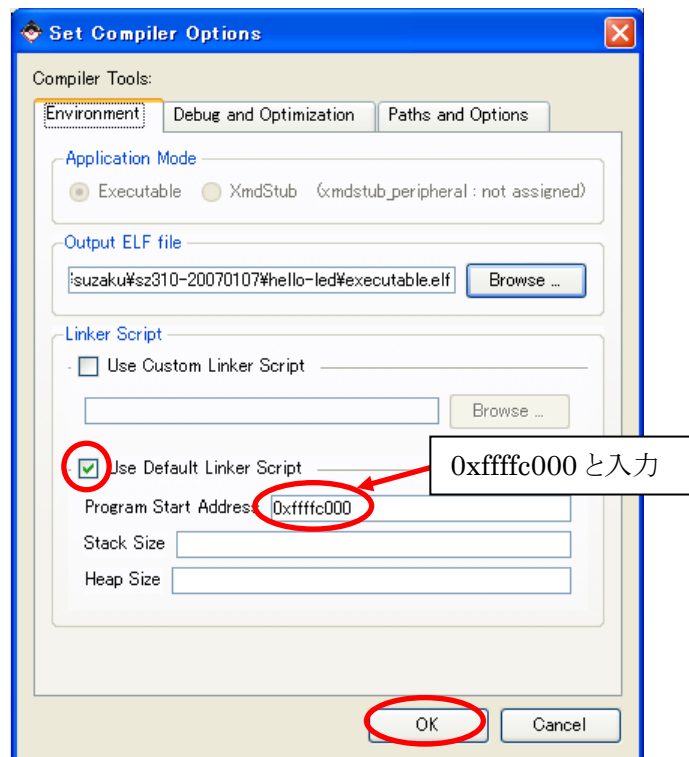 Set Compiler Options
Compiler Tools:
Environment Debug and Optimization Paths and Options
Application Mode
Executable XmdStub (xmdstub_peripheral : not assigned)
Output ELF file
suzaku¥sz310-20070107¥hello-led¥executable.elf Browse ...
Linker Script
Use Custom Linker Script
Browse ...
0xffffc000 と入力
Use Default Linker Script
Program Start Address 0xffffc000
Stack Size
Heap Size
OK Cancel